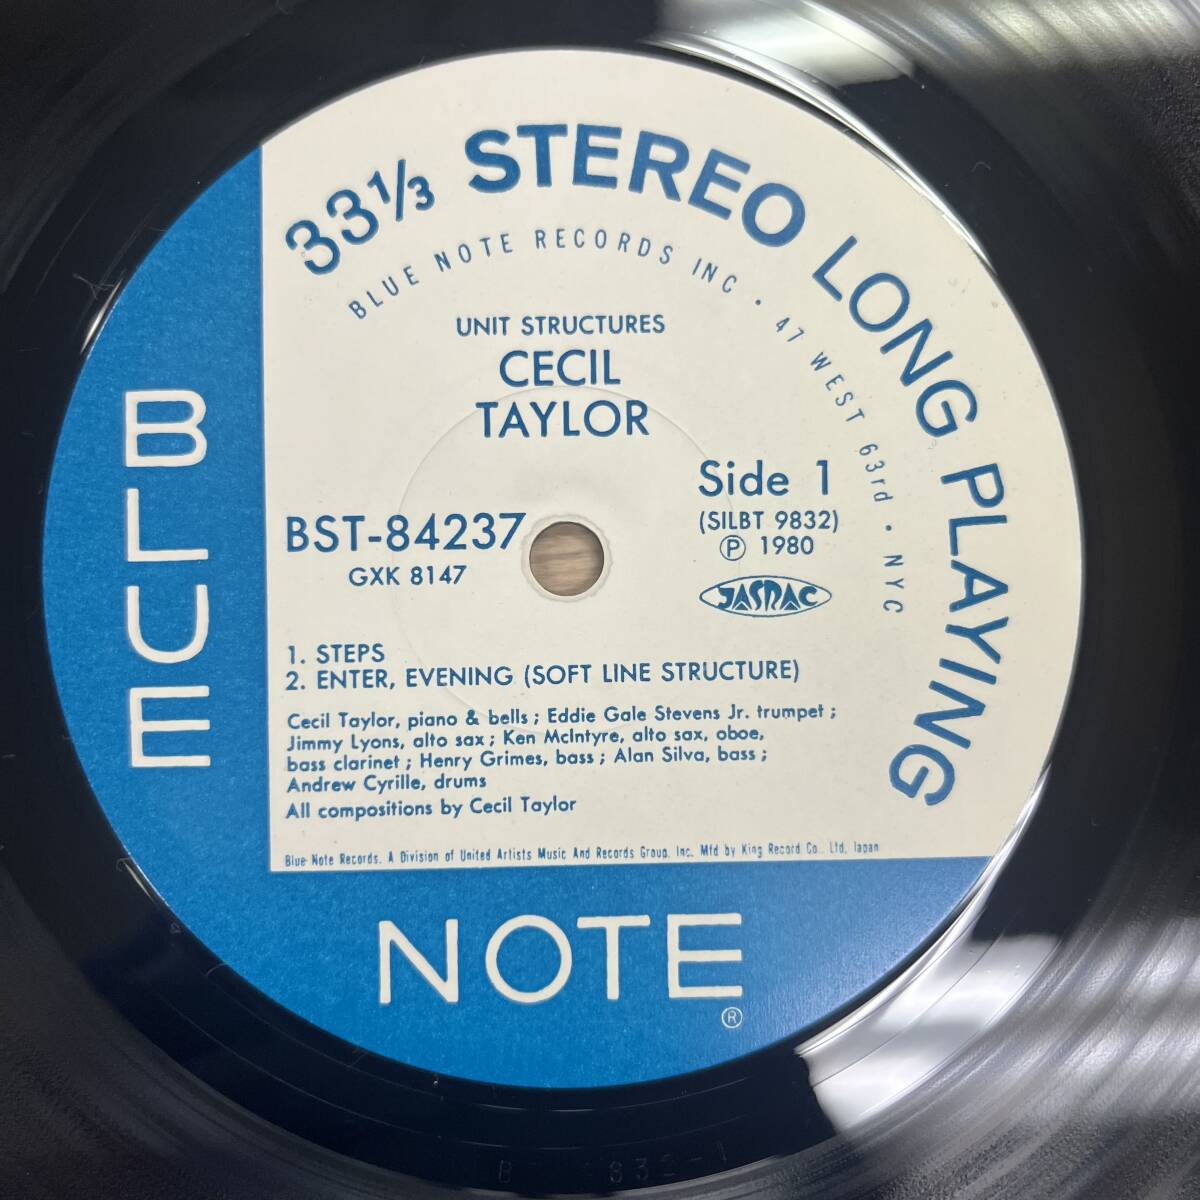 33⅓ STEREO LONG PLAYING
BLUE NOTE RECORDS INC · 47 WEST 63rd · NYC
UNIT STRUCTURES
CECIL
TAYLOR
Side 1
BST-84237
(SILBT 9832)
GXK 8147
Ⓟ 1980
JASRAC
1. STEPS
2. ENTER, EVENING (SOFT LINE STRUCTURE)
Cecil Taylor, piano & bells ; Eddie Gale Stevens Jr. trumpet ;
Jimmy Lyons, alto sax ; Ken McIntyre, alto sax, oboe,
bass clarinet ; Henry Grimes, bass ; Alan Silva, bass ;
Andrew Cyrille, drums
All compositions by Cecil Taylor
Blue Note Records. A Division of United Artists Music And Records Group. Inc. Mfd by King Record Co., Ltd. Japan
BLUE
NOTE
®